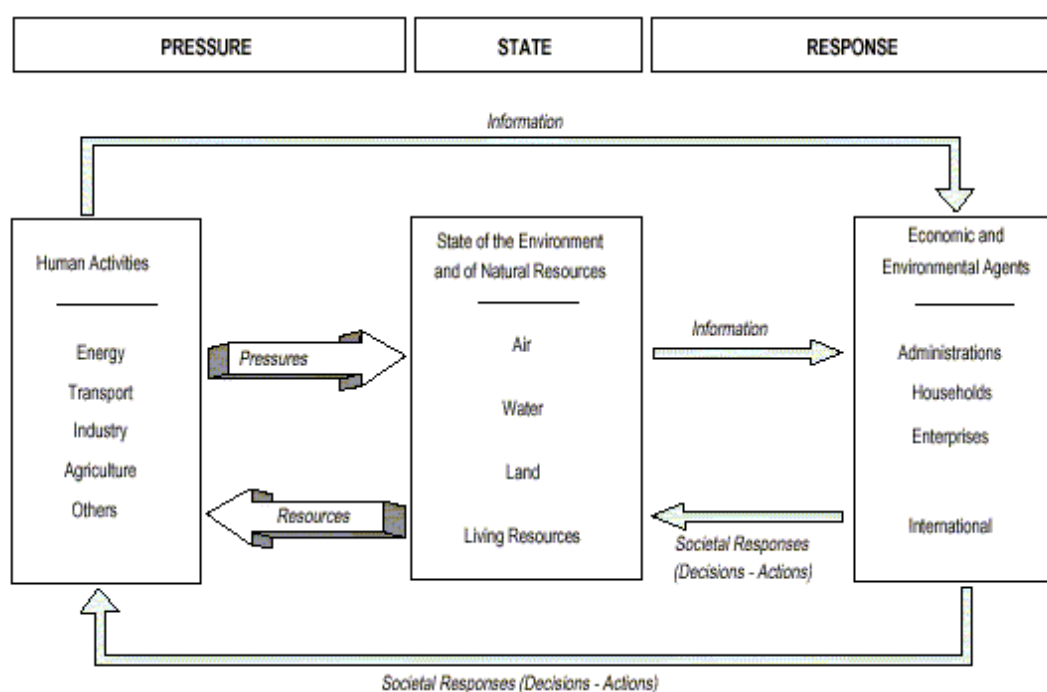 PRESSURE
STATE
RESPONSE
Information
Human Activities
Energy
Transport
Industry
Agriculture
Others
Pressures
Resources
State of the Environment
and of Natural Resources
Air
Water
Land
Living Resources
Information
Societal Responses
(Decisions - Actions)
Economic and
Environmental Agents
Administrations
Households
Enterprises
International
Societal Responses (Decisions - Actions)